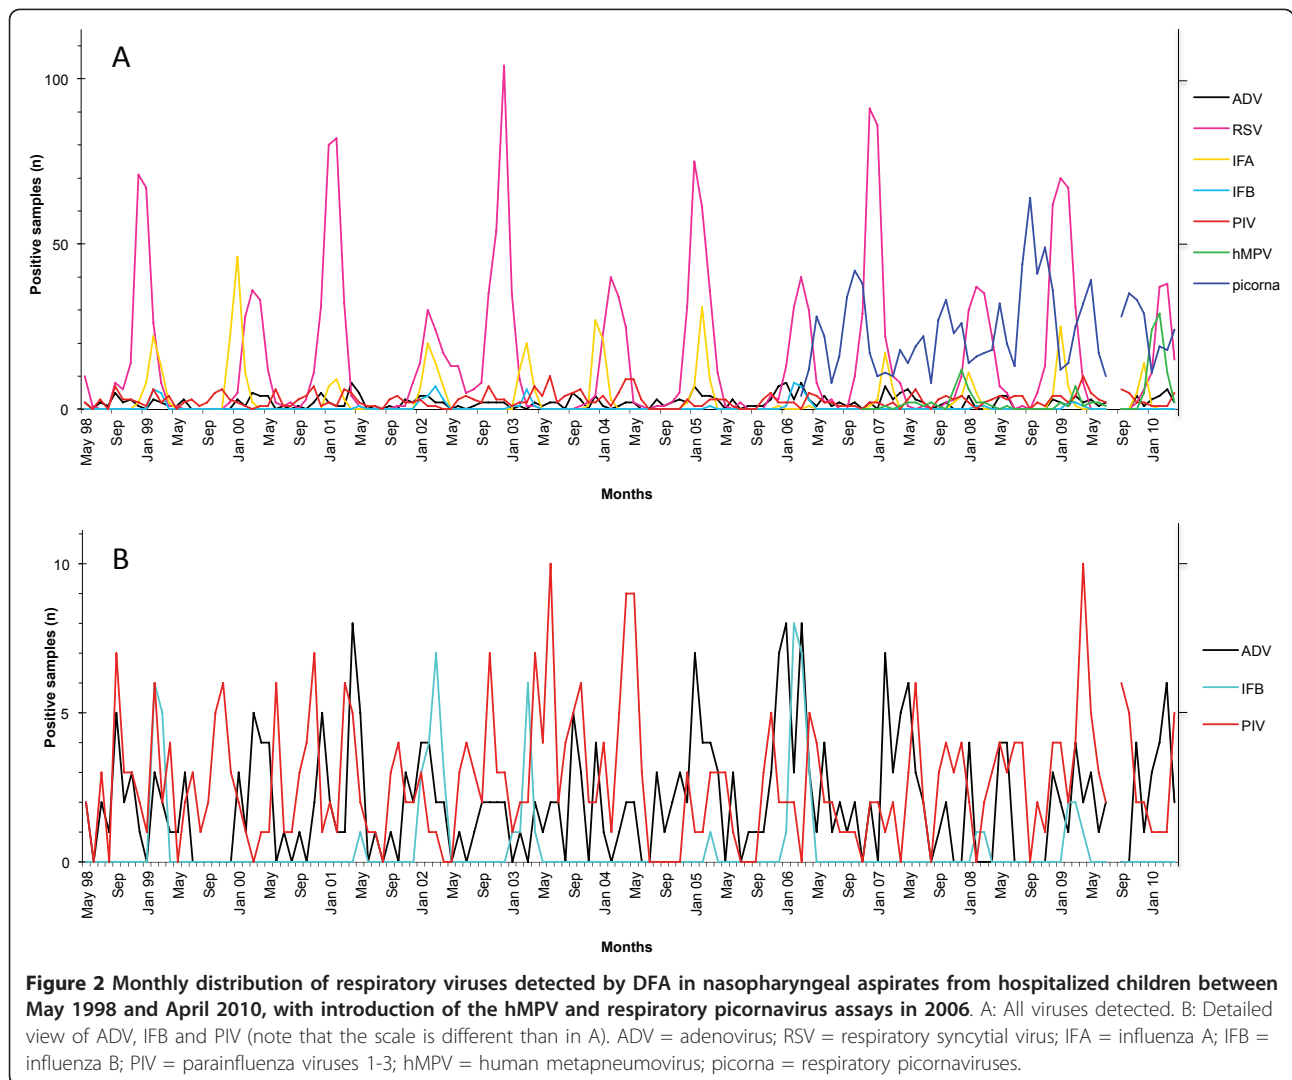 A
100
50
0
Positive samples (n)
May 98
Sep
Jan 99
May
Sep
Jan 00
May
Sep
Jan 01
May
Sep
Jan 02
May
Sep
Jan 03
May
Sep
Jan 04
May
Sep
Jan 05
May
Sep
Jan 06
May
Sep
Jan 07
May
Sep
Jan 08
May
Sep
Jan 09
May
Sep
Jan 10
Months
ADV
RSV
IFA
IFB
PIV
hMPV
picorna
B
10
5
0
Positive samples (n)
May 98
Sep
Jan 99
May
Sep
Jan 00
May
Sep
Jan 01
May
Sep
Jan 02
May
Sep
Jan 03
May
Sep
Jan 04
May
Sep
Jan 05
May
Sep
Jan 06
May
Sep
Jan 07
May
Sep
Jan 08
May
Sep
Jan 09
May
Sep
Jan 10
Months
ADV
IFB
PIV
Figure 2 Monthly distribution of respiratory viruses detected by DFA in nasopharyngeal aspirates from hospitalized children between
May 1998 and April 2010, with introduction of the hMPV and respiratory picornavirus assays in 2006. A: All viruses detected. B: Detailed
view of ADV, IFB and PIV (note that the scale is different than in A). ADV = adenovirus; RSV = respiratory syncytial virus; IFA = influenza A; IFB =
influenza B; PIV = parainfluenza viruses 1-3; hMPV = human metapneumovirus; picorna = respiratory picornaviruses.